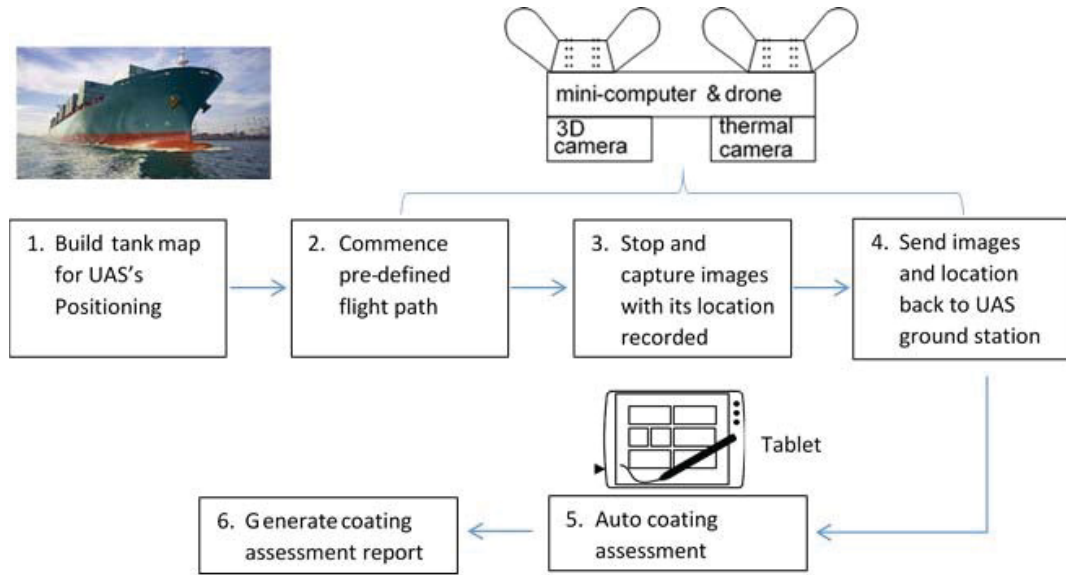 mini-computer & drone
3D
camera
thermal
camera
1. Build tank map
for UAS's
Positioning
2. Commence
pre-defined
flight path
3. Stop and
capture images
with its location
recorded
4. Send images
and location
back to UAS
ground station
Tablet
6. Generate coating
assessment report
5. Auto coating
assessment